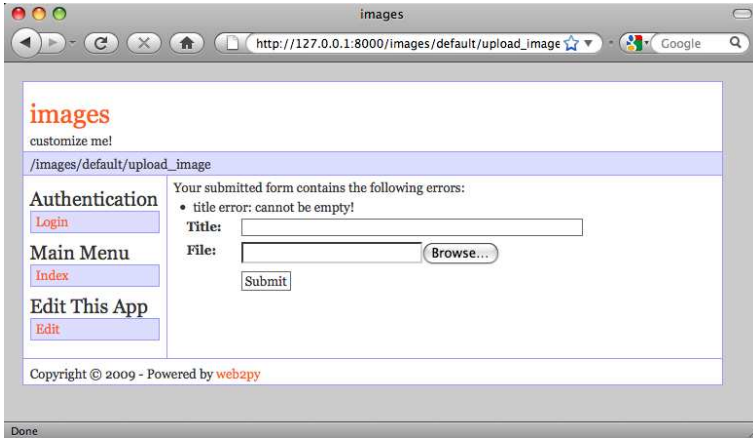 images
http://127.0.0.1:8000/images/default/upload_image
Google
images
customize me!
/images/default/upload_image
Authentication
Login
Main Menu
Index
Edit This App
Edit
Your submitted form contains the following errors:
• title error: cannot be empty!
Title:
File: Browse...
Submit
Copyright © 2009 - Powered by web2py
Done